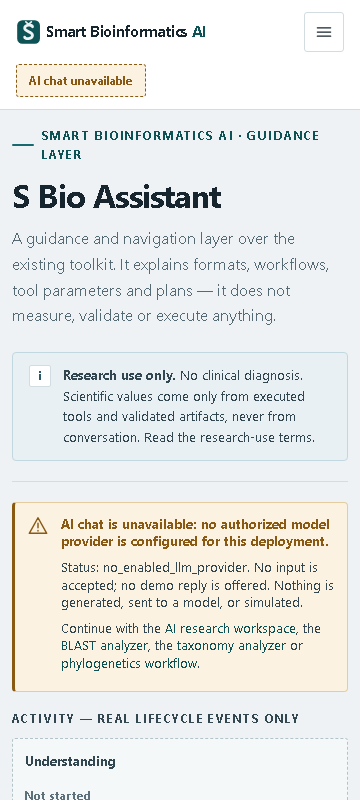 Š Smart Bioinformatics AI
AI chat unavailable
SMART BIOINFORMATICS AI · GUIDANCE
LAYER
S Bio Assistant
A guidance and navigation layer over the
existing toolkit. It explains formats, workflows,
tool parameters and plans — it does not
measure, validate or execute anything.
i Research use only. No clinical diagnosis.
Scientific values come only from executed
tools and validated artifacts, never from
conversation. Read the research-use terms.
AI chat is unavailable: no authorized model
provider is configured for this deployment.
Status: no_enabled_llm_provider. No input is
accepted; no demo reply is offered. Nothing is
generated, sent to a model, or simulated.
Continue with the AI research workspace, the
BLAST analyzer, the taxonomy analyzer or
phylogenetics workflow.
ACTIVITY — REAL LIFECYCLE EVENTS ONLY
Understanding
Not started